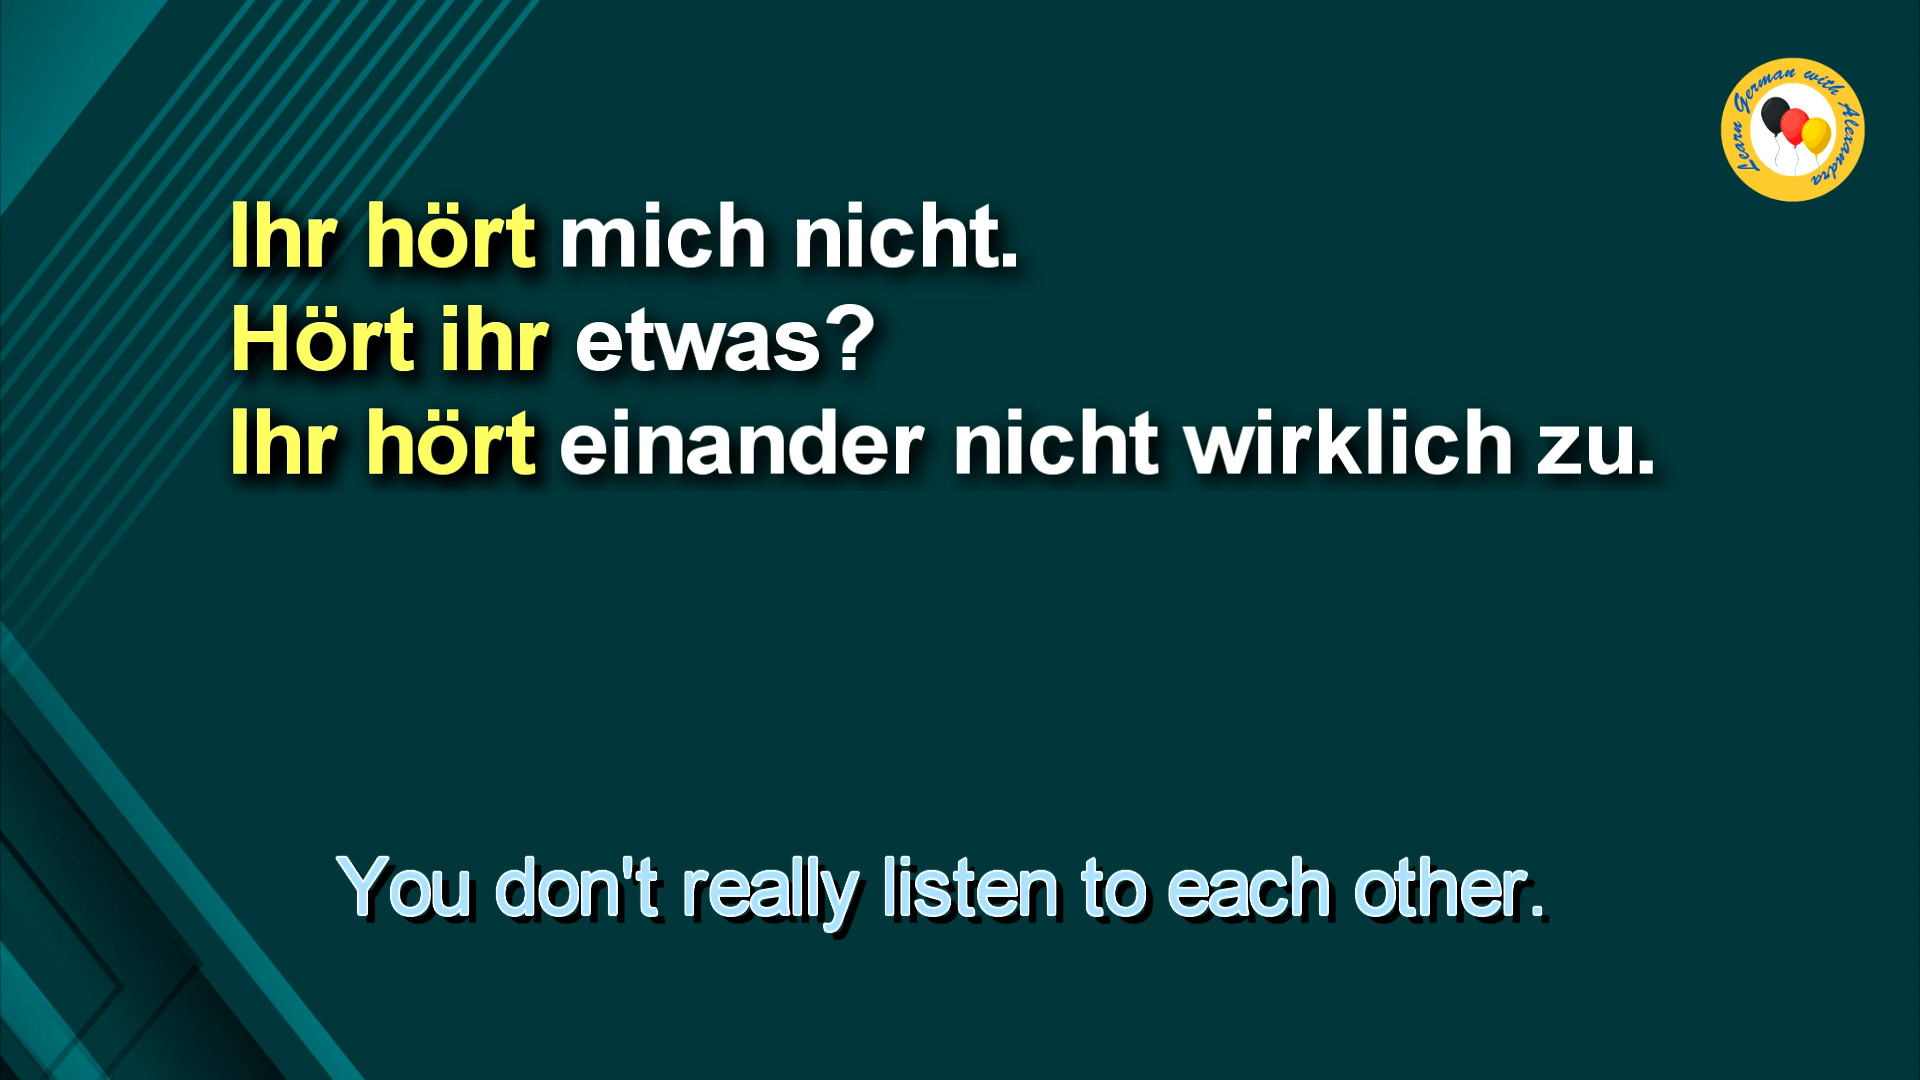 Learn German with Alexandra
Ihr hört mich nicht.
Hört ihr etwas?
Ihr hört einander nicht wirklich zu.
You don't really listen to each other.